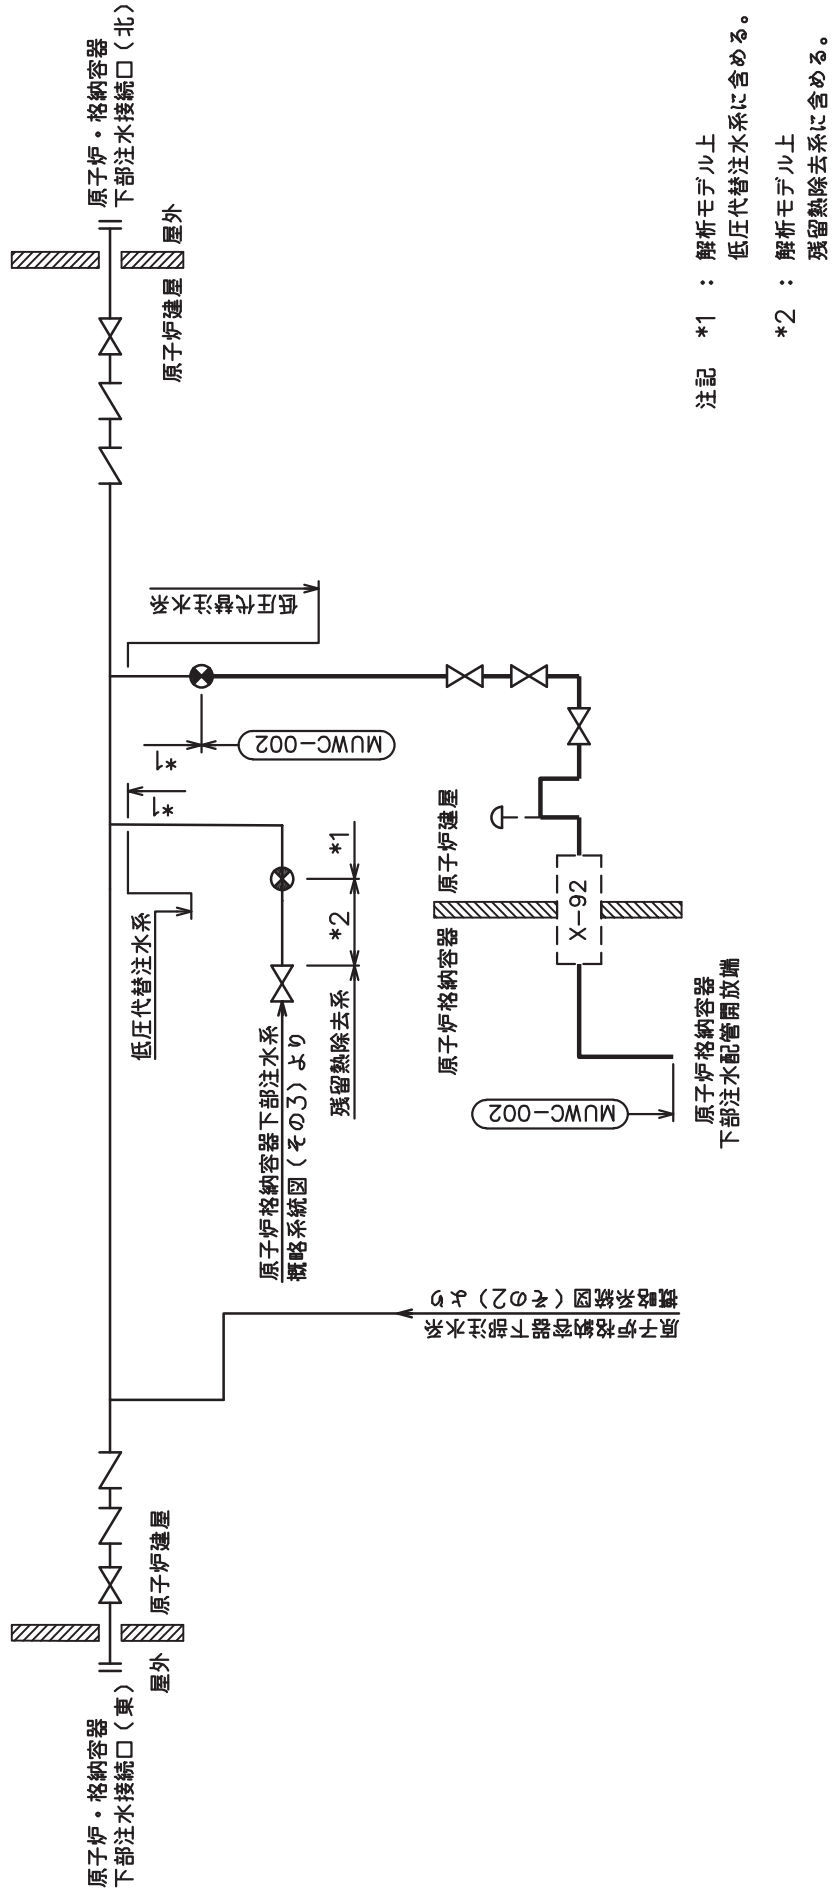 原子炉・格納容器
下部注水接続口(東)
屋外
原子炉建屋
原子炉格納容器下部注水系
概略系統図(その2)より
原子炉格納容器下部注水系
概略系統図(その3)より
低圧代替注水系
残留熱除去系
*2
*1
*1
*1
MUWC-002
低圧代替注水系
原子炉・格納容器
下部注水接続口(北)
屋外
原子炉建屋
原子炉格納容器
原子炉建屋
X-92
MUWC-002
原子炉格納容器
下部注水配管開放端
注記 *1 : 解析モデル上
低圧代替注水系に含める。
*2 : 解析モデル上
残留熱除去系に含める。